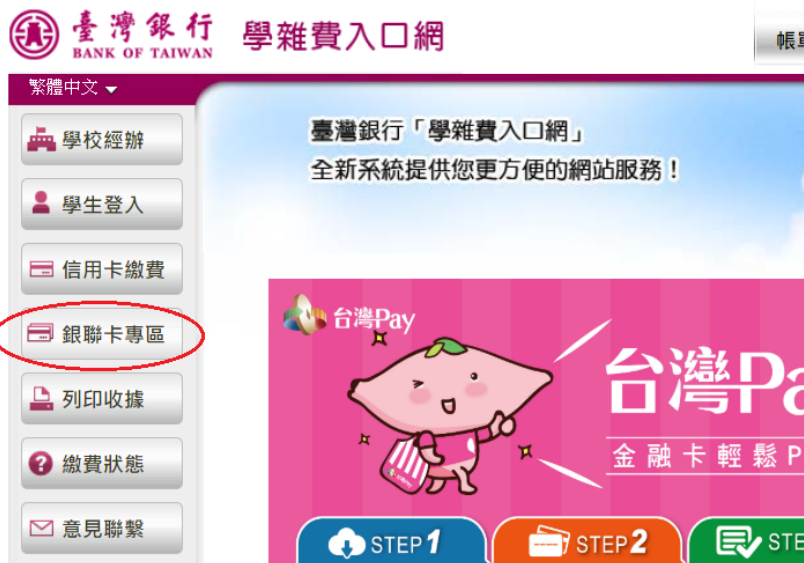 臺灣銀行
BANK OF TAIWAN
學雜費入口網
繁體中文
學校經辦
學生登入
信用卡繳費
銀聯卡專區
列印收據
繳費狀態
意見聯繫
臺灣銀行「學雜費入口網」
全新系統提供您更方便的網站服務！
台灣Pay
台灣Pa
金融卡輕鬆P
STEP 1
STEP 2
STE